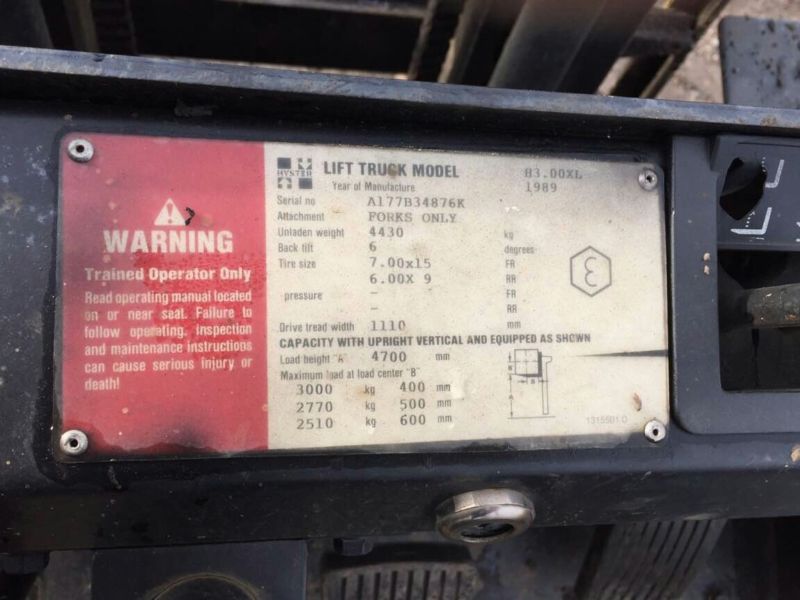 WARNING
Trained Operator Only
Read operating manual located
on or near seal. Failure to
follow operating, inspection
and maintenance instructions
can cause serious injury or
death!
HYSTER
LIFT TRUCK MODEL H3.00XL
Year of Manufacture 1989
Serial no A177B34876K
Attachment FORKS ONLY
Unladen weight 4430 kg
Back tilt 6 degrees
Tire size 7.00x15 FR
6.00X 9 RR
pressure - FR
- RR
Drive tread width 1110 mm
CAPACITY WITH UPRIGHT VERTICAL AND EQUIPPED AS SHOWN
Load height "A" 4700 mm
Maximum load at load center "B"
3000 kg 400 mm
2770 kg 500 mm
2510 kg 600 mm
B
A
1315501 D